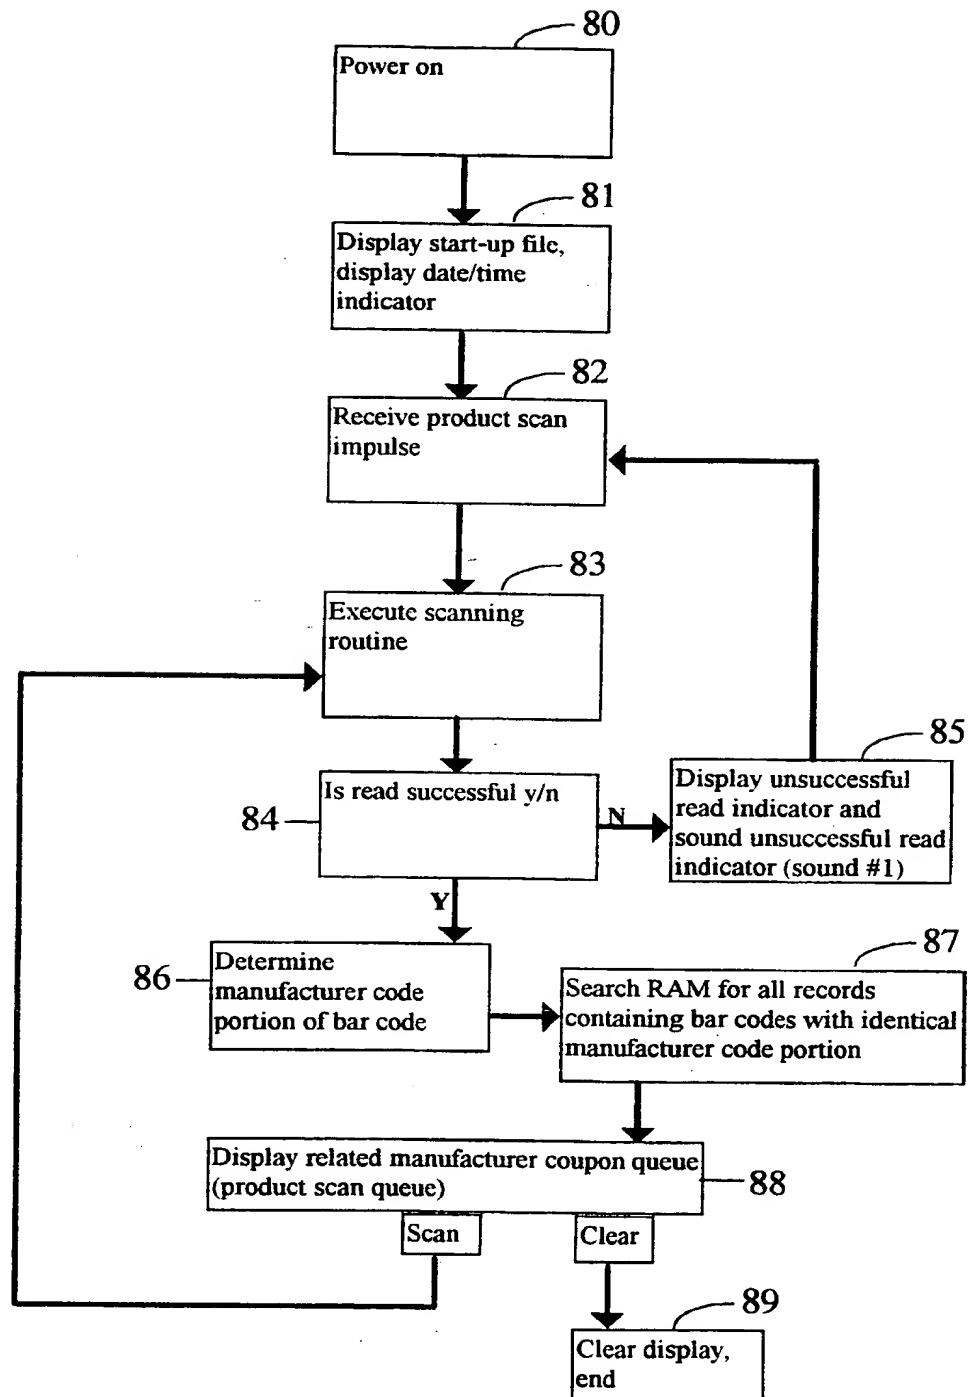 80
Power on
81
Display start-up file,
display date/time
indicator
82
Receive product scan
impulse
83
Execute scanning
routine
84
Is read successful y/n
N
85
Display unsuccessful
read indicator and
sound unsuccessful read
indicator (sound #1)
Y
86
Determine
manufacturer code
portion of bar code
87
Search RAM for all records
containing bar codes with identical
manufacturer code portion
Display related manufacturer coupon queue
(product scan queue)
88
Scan
Clear
89
Clear display,
end